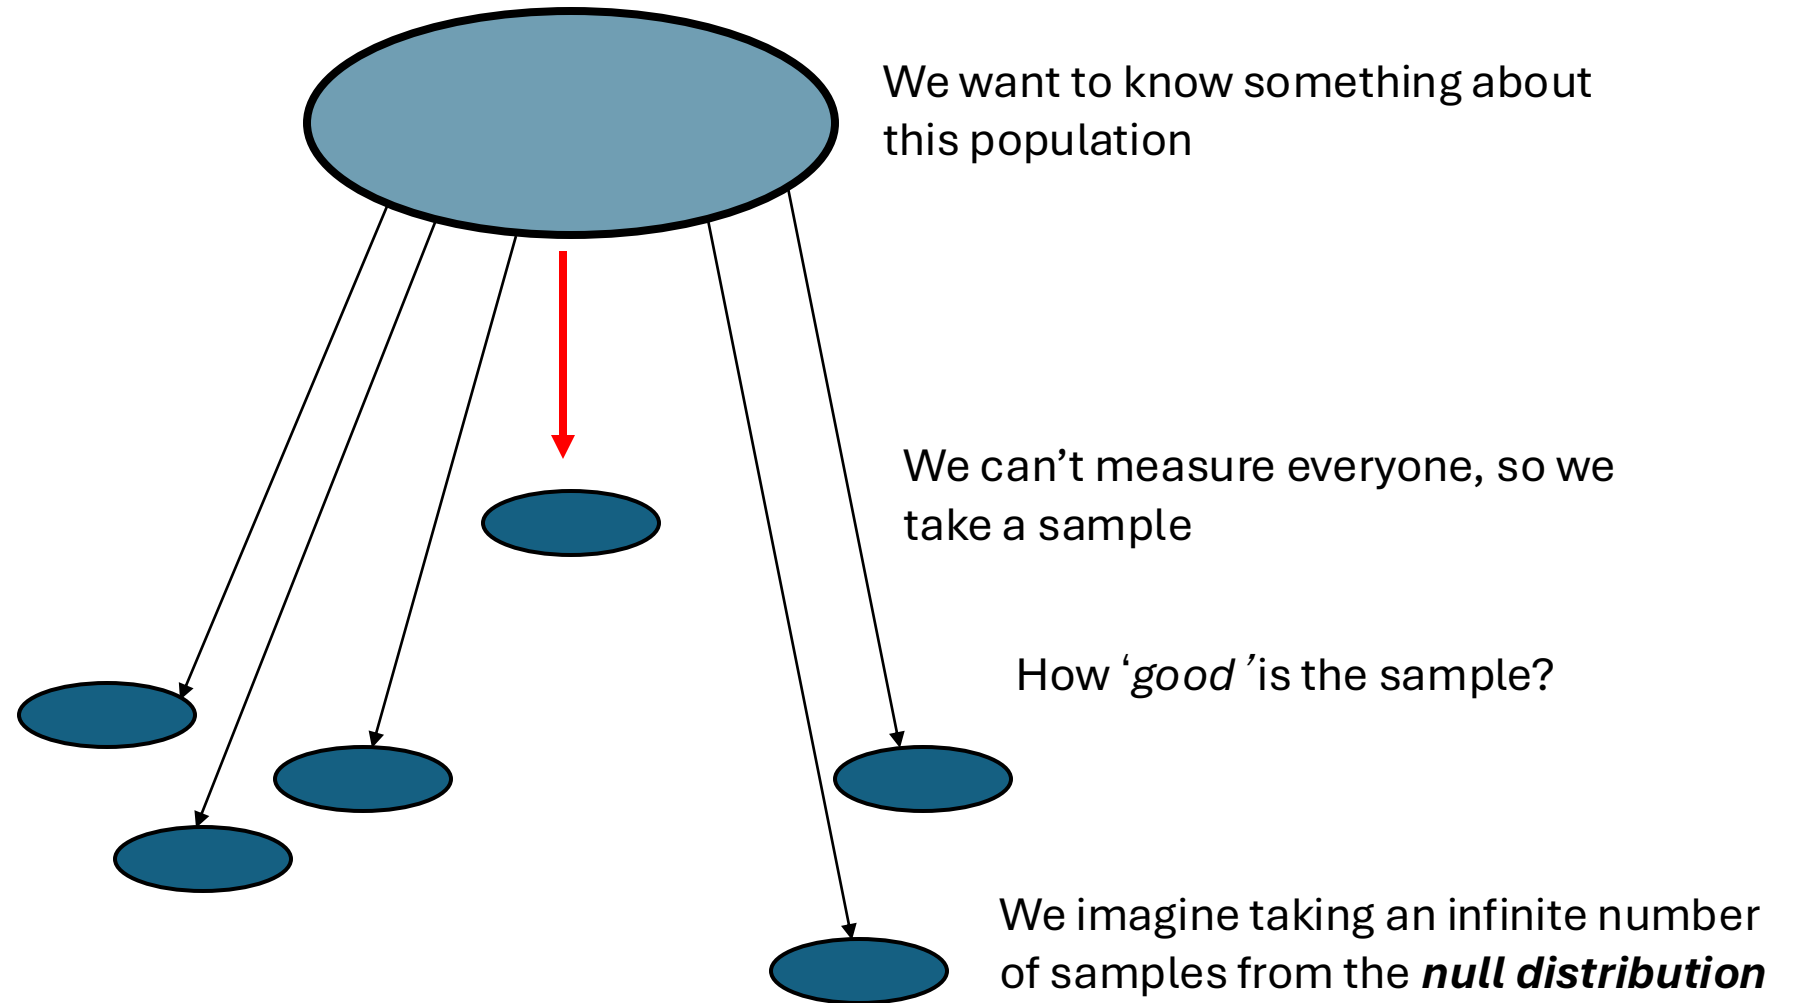 We want to know something about
this population
We can’t measure everyone, so we
take a sample
How ‘good ’is the sample?
We imagine taking an infinite number
of samples from the null distribution